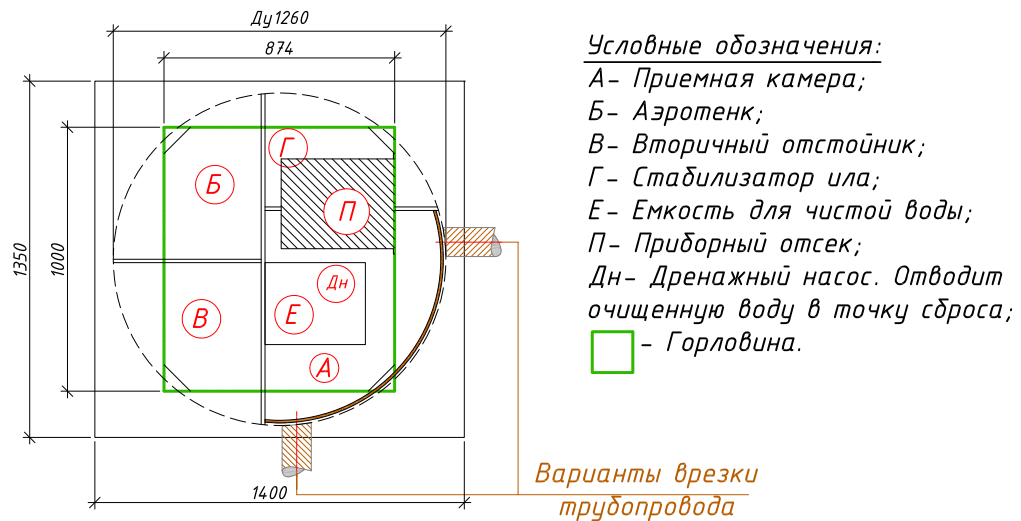 Ду1260
874
1350
1000
Г
Б
П
Дн
Е
В
А
1400
Условные обозначения:
А- Приемная камера;
Б- Аэротенк;
В- Вторичный отстойник;
Г- Стабилизатор ила;
Е- Емкость для чистой воды;
П- Приборный отсек;
Дн- Дренажный насос. Отводит
очищенную воду в точку сброса;
- Горловина.
Варианты врезки
трубопровода